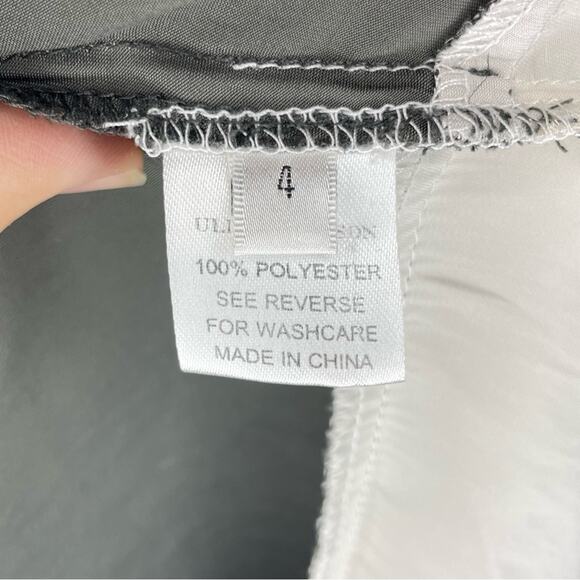 4
100% POLYESTER
SEE REVERSE
FOR WASHCARE
MADE IN CHINA